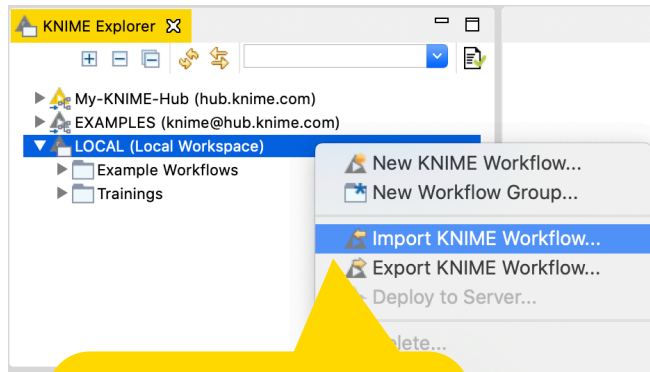 KNIME Explorer
My-KNIME-Hub (hub.knime.com)
EXAMPLES (knime@hub.knime.com)
LOCAL (Local Workspace)
Example Workflows
Trainings
New KNIME Workflow...
New Workflow Group...
Import KNIME Workflow...
Export KNIME Workflow...
Deploy to Server...